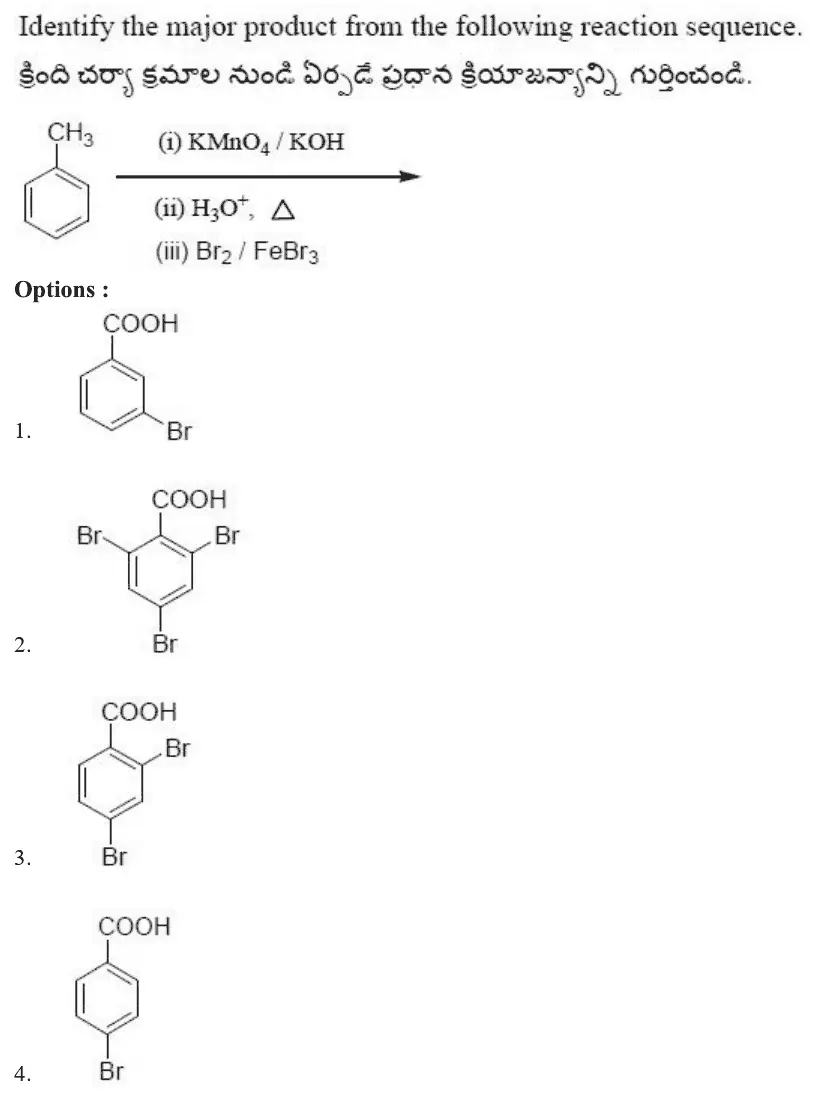 Identify the major product from the following reaction sequence.
క్రింది చర్యా క్రమాల నుండి ఏర్పడే ప్రధాన క్రియాజన్యాన్ని గుర్తించండి.
CH3
(i) KMnO4 / KOH
(ii) H3O+, △
(iii) Br2 / FeBr3
Options :
COOH
Br
1.
COOH
Br Br
Br
2.
COOH
Br
Br
3.
COOH
Br
4.